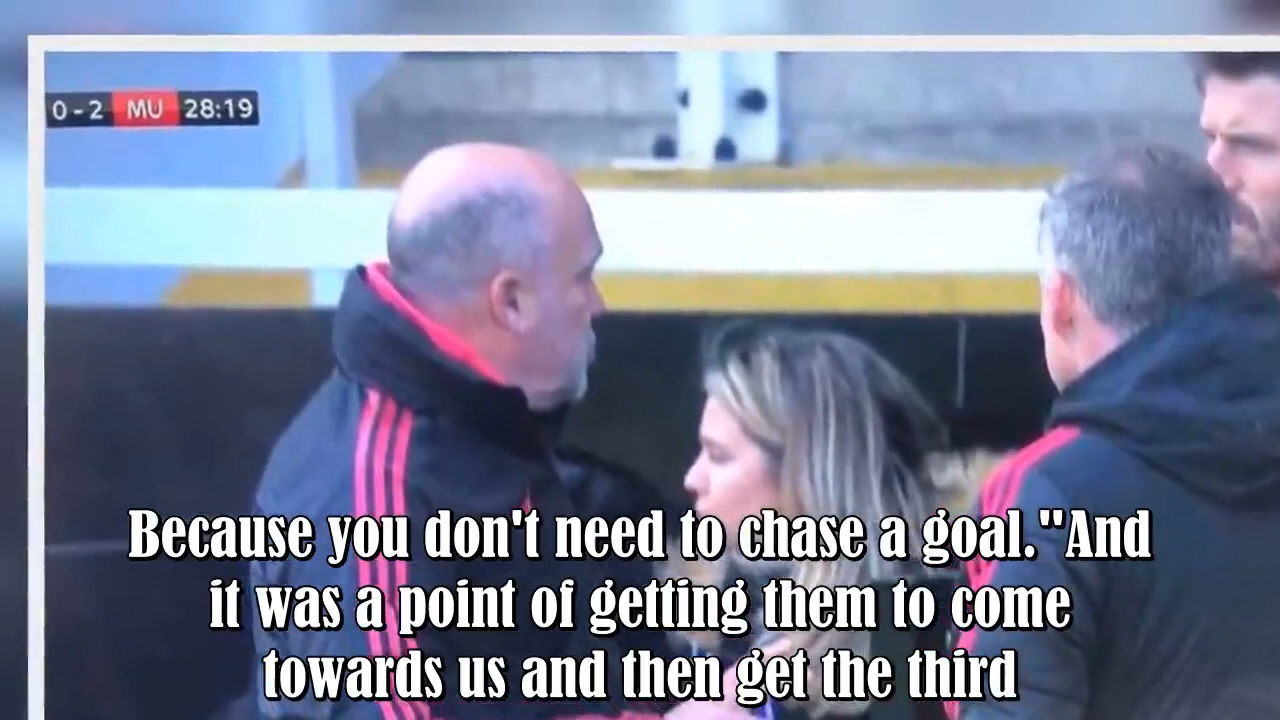 0-2 MU 28:19
Because you don't need to chase a goal."And
it was a point of getting them to come
towards us and then get the third